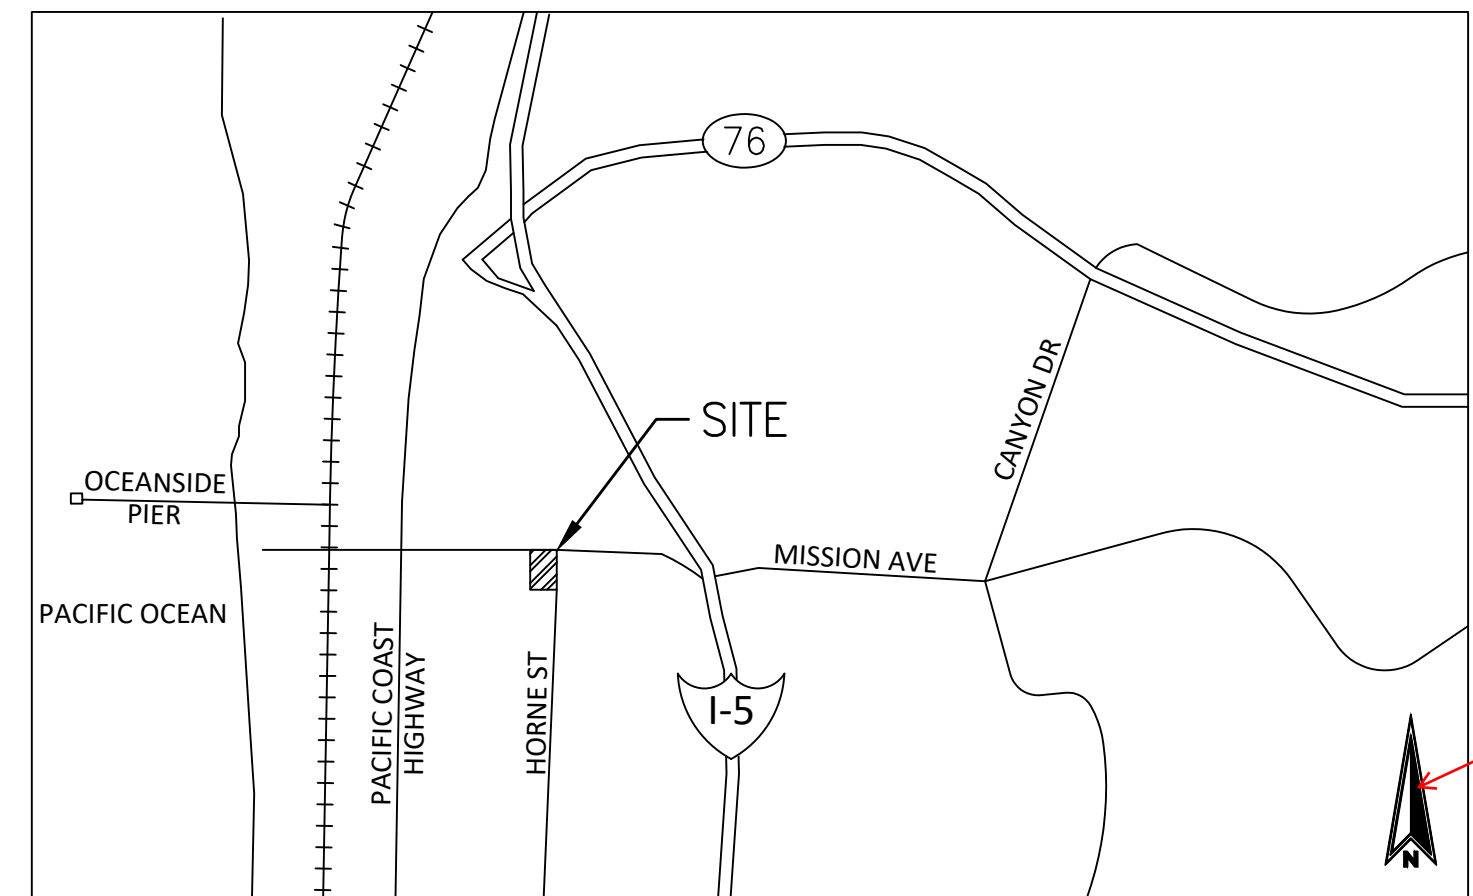 76
SITE
CANYON DR
OCEANSIDE
PIER
MISSION AVE
PACIFIC OCEAN
PACIFIC COAST
HIGHWAY
HORNE ST
I-5
N